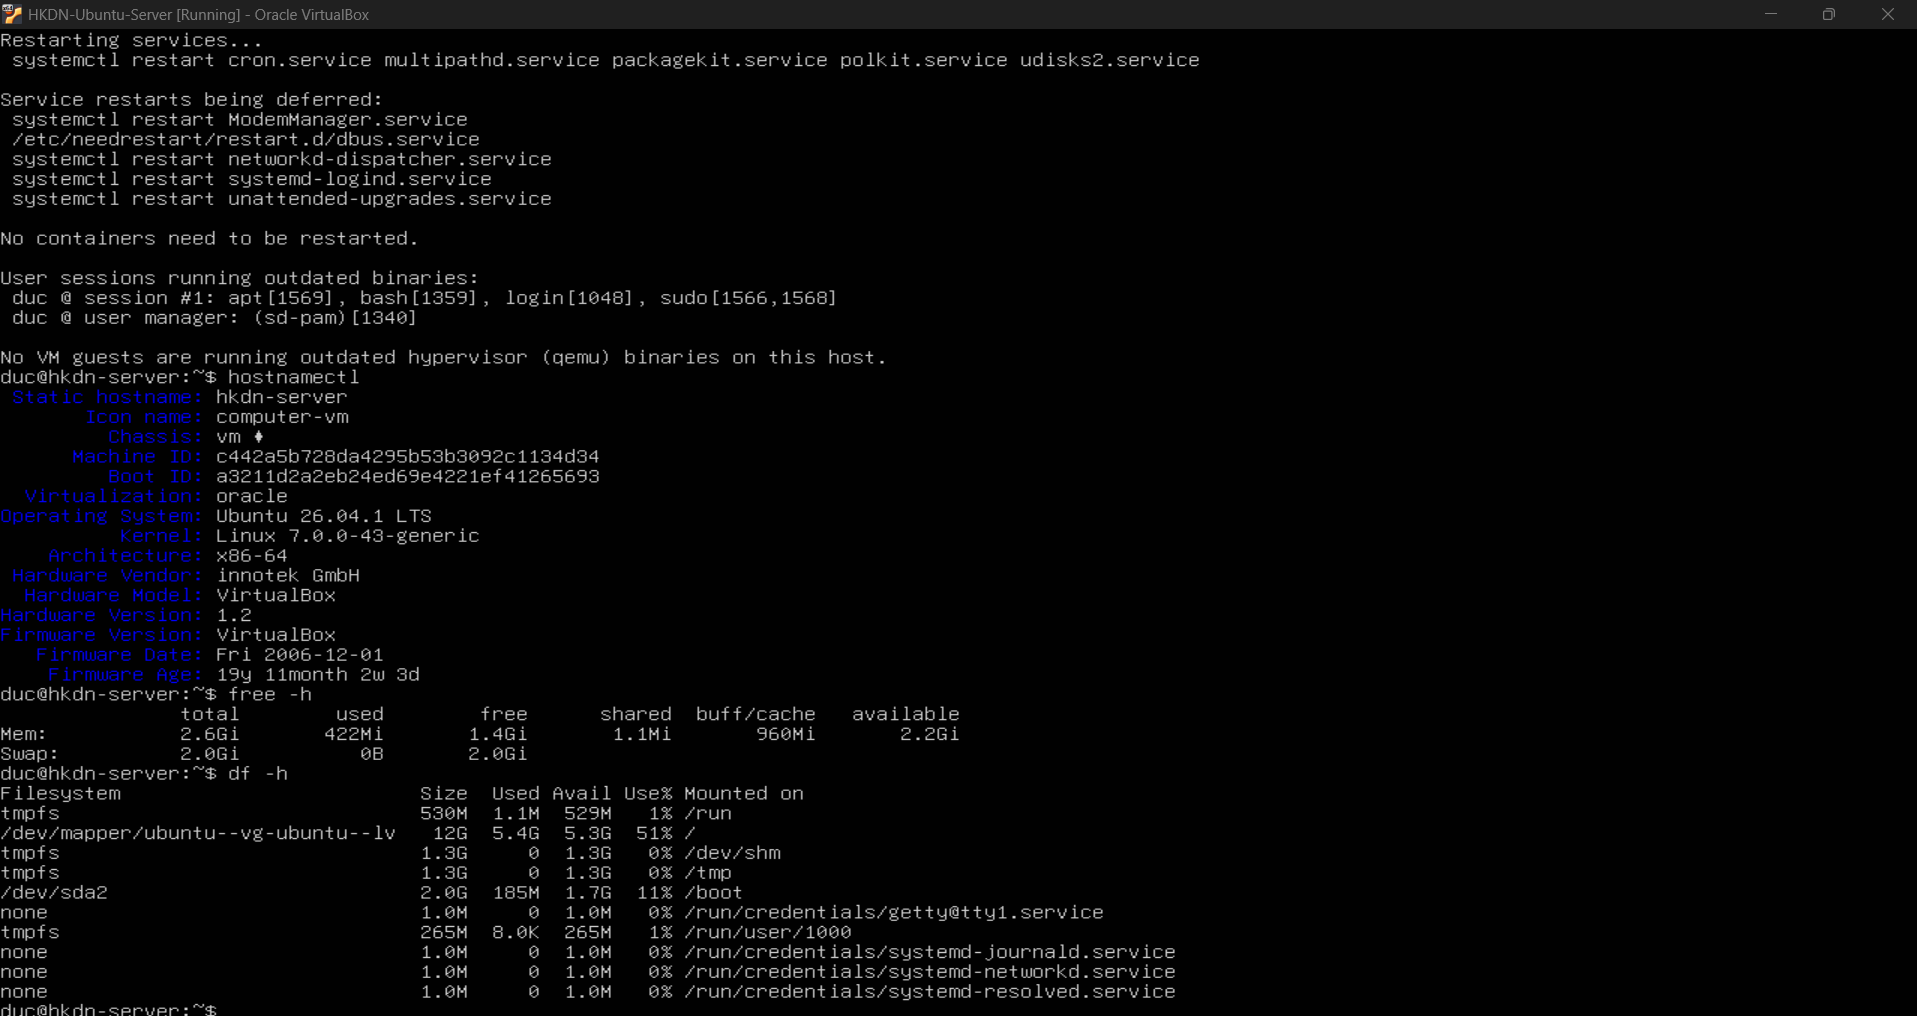 HKDN-Ubuntu-Server [Running] - Oracle VirtualBox
Restarting services...
 systemctl restart cron.service multipathd.service packagekit.service polkit.service udisks2.service

Service restarts being deferred:
 systemctl restart ModemManager.service
 /etc/needrestart/restart.d/dbus.service
 systemctl restart networkd-dispatcher.service
 systemctl restart systemd-logind.service
 systemctl restart unattended-upgrades.service

No containers need to be restarted.

User sessions running outdated binaries:
 duc @ session #1: apt[1569], bash[1359], login[1048], sudo[1566,1568]
 duc @ user manager: (sd-pam)[1340]

No VM guests are running outdated hypervisor (qemu) binaries on this host.
duc@hkdn-server:~$ hostnamectl
 Static hostname: hkdn-server
       Icon name: computer-vm
         Chassis: vm ♦
      Machine ID: c442a5b728da4295b53b3092c1134d34
         Boot ID: a3211d2a2eb24ed69e4221ef41265693
  Virtualization: oracle
Operating System: Ubuntu 26.04.1 LTS
          Kernel: Linux 7.0.0-43-generic
    Architecture: x86-64
 Hardware Vendor: innotek GmbH
  Hardware Model: VirtualBox
Hardware Version: 1.2
Firmware Version: VirtualBox
   Firmware Date: Fri 2006-12-01
    Firmware Age: 19y 11month 2w 3d
duc@hkdn-server:~$ free -h
               total        used        free      shared  buff/cache   available
Mem:           2.6Gi       422Mi       1.4Gi       1.1Mi       960Mi       2.2Gi
Swap:          2.0Gi          0B       2.0Gi
duc@hkdn-server:~$ df -h
Filesystem                         Size  Used Avail Use% Mounted on
tmpfs                              530M  1.1M  529M   1% /run
/dev/mapper/ubuntu--vg-ubuntu--lv   12G  5.4G  5.3G  51% /
tmpfs                              1.3G     0  1.3G   0% /dev/shm
tmpfs                              1.3G     0  1.3G   0% /tmp
/dev/sda2                          2.0G  185M  1.7G  11% /boot
none                               1.0M     0  1.0M   0% /run/credentials/getty@tty1.service
tmpfs                              265M  8.0K  265M   1% /run/user/1000
none                               1.0M     0  1.0M   0% /run/credentials/systemd-journald.service
none                               1.0M     0  1.0M   0% /run/credentials/systemd-networkd.service
none                               1.0M     0  1.0M   0% /run/credentials/systemd-resolved.service
duc@hkdn-server:~$